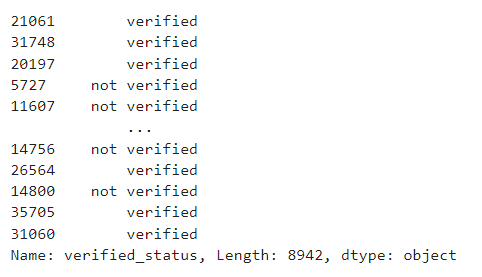 21061        verified
31748        verified
20197        verified
5727     not verified
11607    not verified
             ...
14756    not verified
26564        verified
14800    not verified
35705        verified
31060        verified
Name: verified_status, Length: 8942, dtype: object